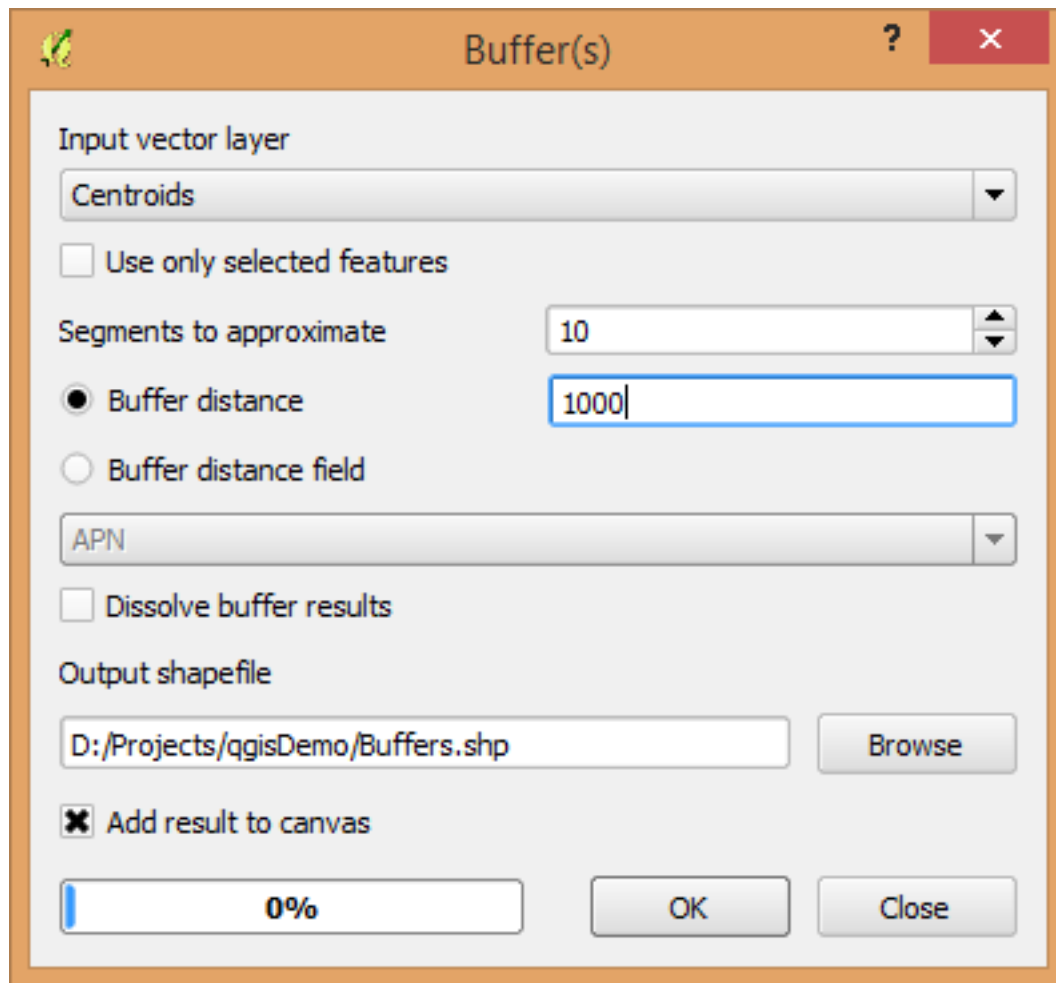 Buffer(s)
?
Input vector layer
Centroids
Use only selected features
Segments to approximate 10
Buffer distance 1000
Buffer distance field
APN
Dissolve buffer results
Output shapefile
D:/Projects/qgisDemo/Buffers.shp Browse
Add result to canvas
0% OK Close